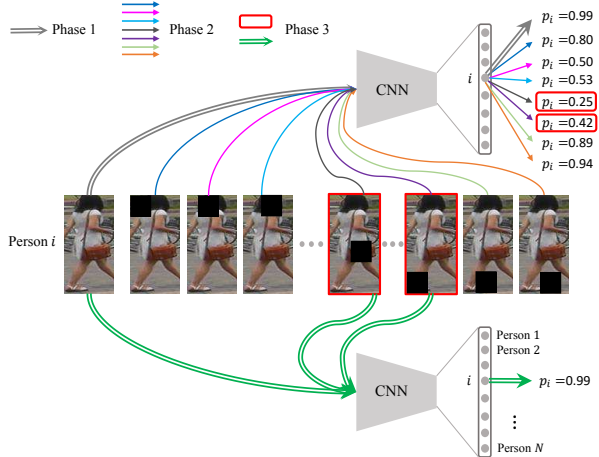 Phase 1
Phase 2
Phase 3
p_i =0.99
p_i =0.80
p_i =0.50
p_i =0.53
p_i =0.25
p_i =0.42
p_i =0.89
p_i =0.94
CNN
i
Person i
Person 1
Person 2
CNN
i
p_i =0.99
Person N